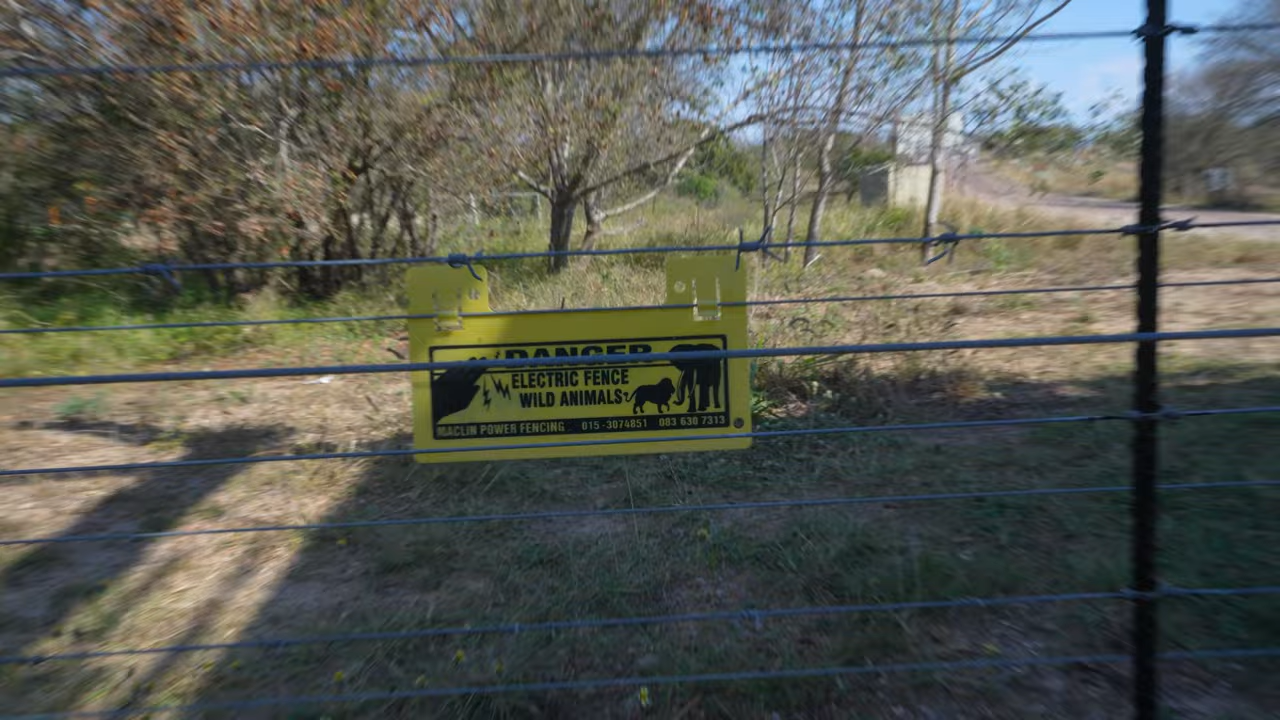 DANGER
ELECTRIC FENCE
WILD ANIMALS
MACLIN POWER FENCING 015-3074851 083 630 7313